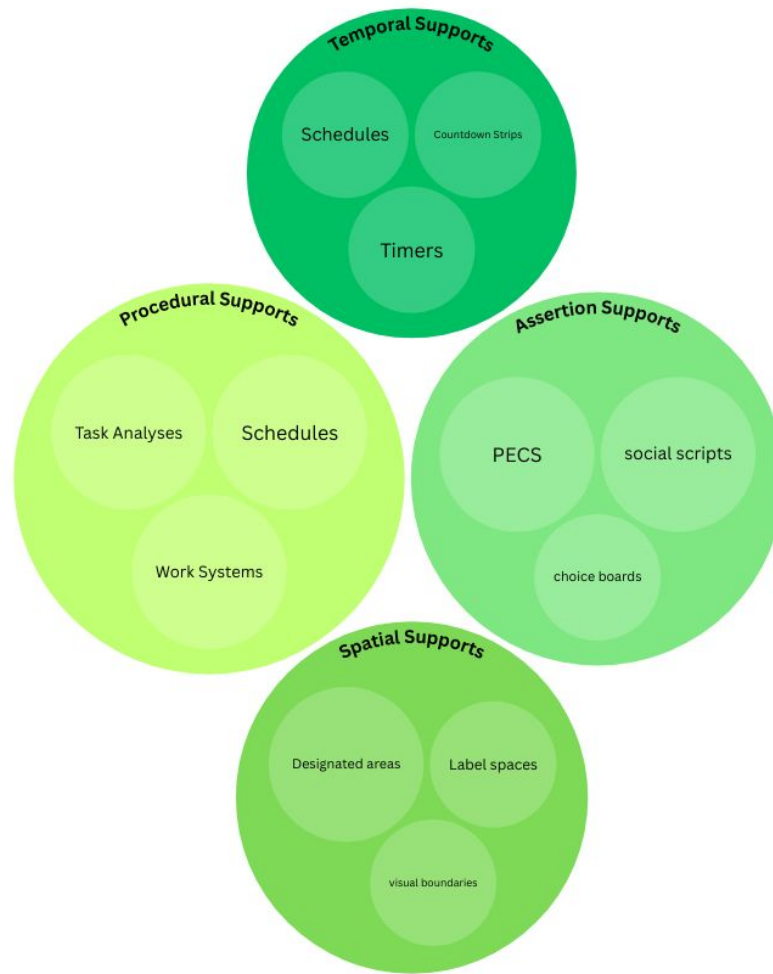 Temporal Supports
Schedules
Countdown Strips
Timers
Procedural Supports
Task Analyses
Schedules
Work Systems
Assertion Supports
PECS
social scripts
choice boards
Spatial Supports
Designated areas
Label spaces
visual boundaries